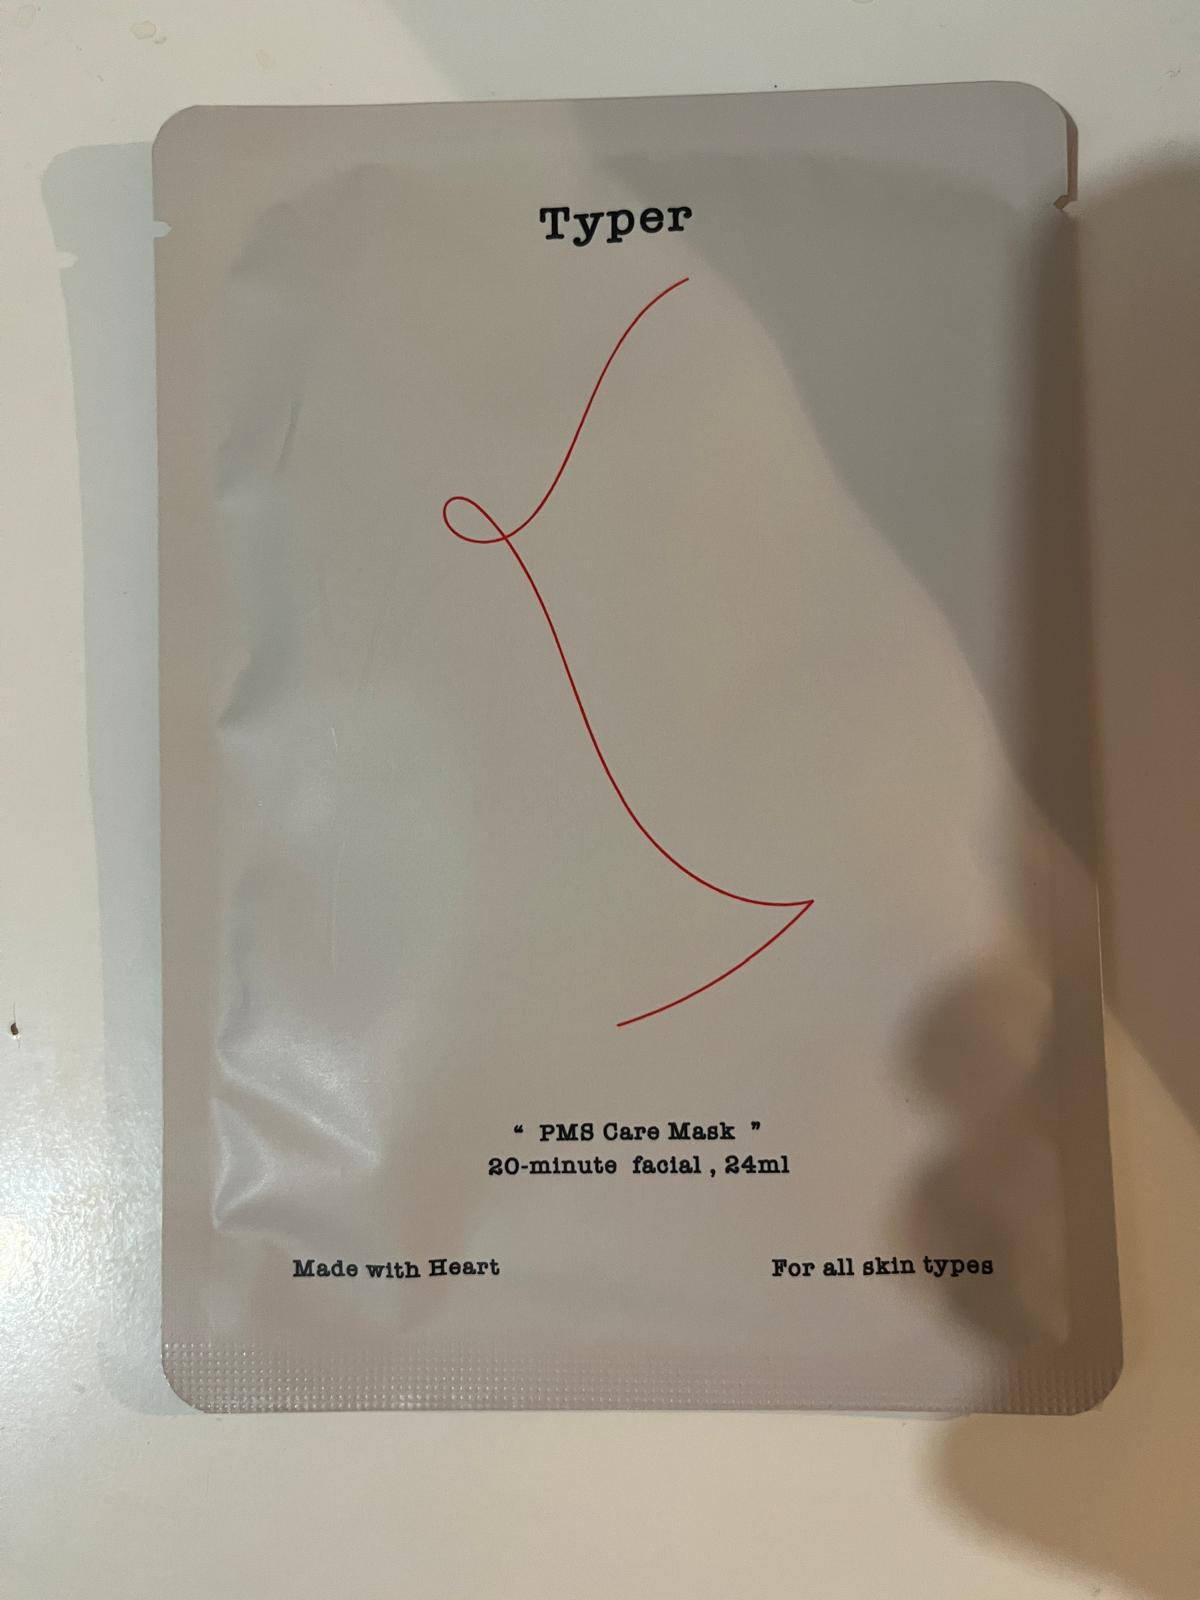 Typer
“ PMS Care Mask ”
20-minute facial , 24ml
Made with Heart
For all skin types